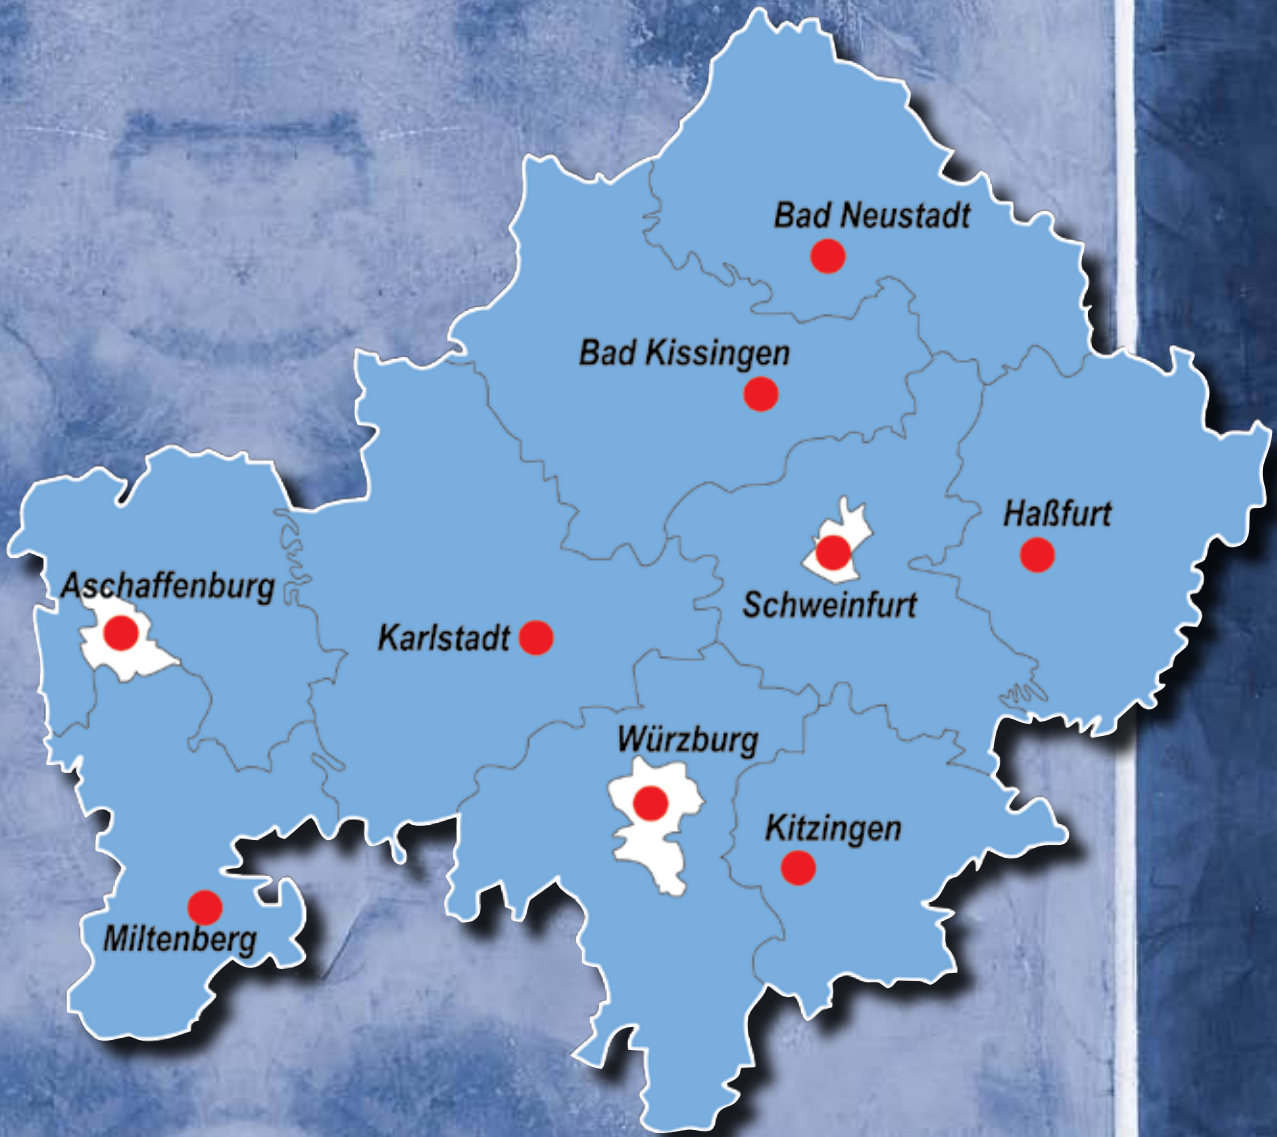 Bad Neustadt
Bad Kissingen
Haßfurt
Aschaffenburg
Schweinfurt
Karlstadt
Würzburg
Kitzingen
Miltenberg